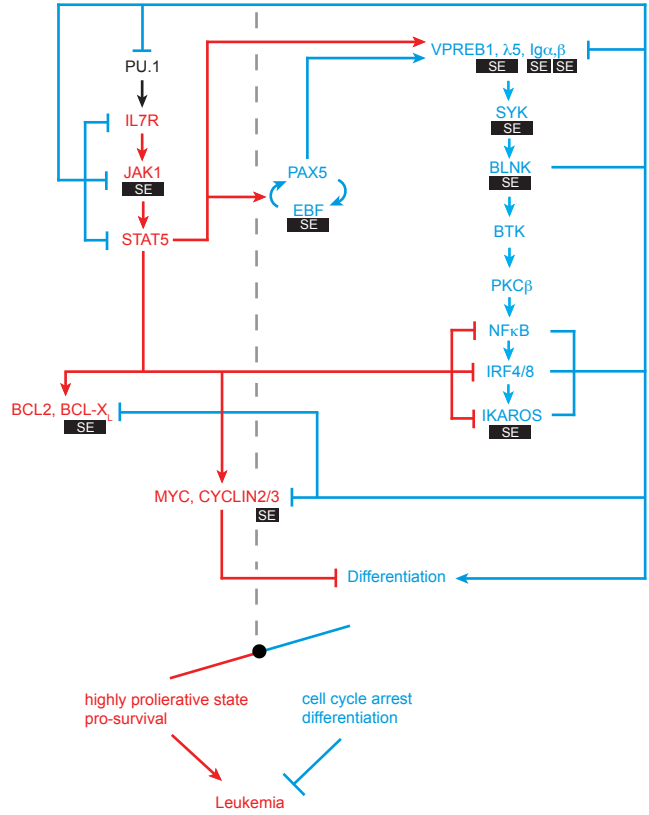 VPREB1, λ5, Igα,β
SE SE SE
PU.1
IL7R
SYK
SE
JAK1
SE
PAX5
BLNK
SE
EBF
SE
STAT5
BTK
PKCβ
NFκB
IRF4/8
BCL2, BCL-XL
SE
IKAROS
SE
MYC, CYCLIN2/3
SE
Differentiation
highly prolierative state
pro-survival
cell cycle arrest
differentiation
Leukemia